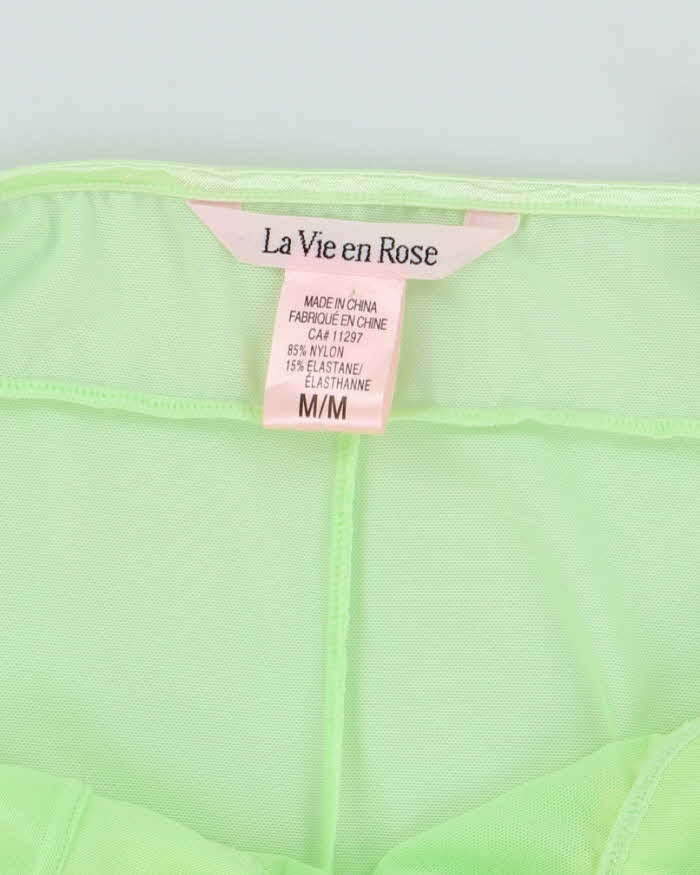 La Vie en Rose
MADE IN CHINA
FABRIQUÉ EN CHINE
CA# 11297
85% NYLON
15% ELASTANE/
ÉLASTHANNE
M/M